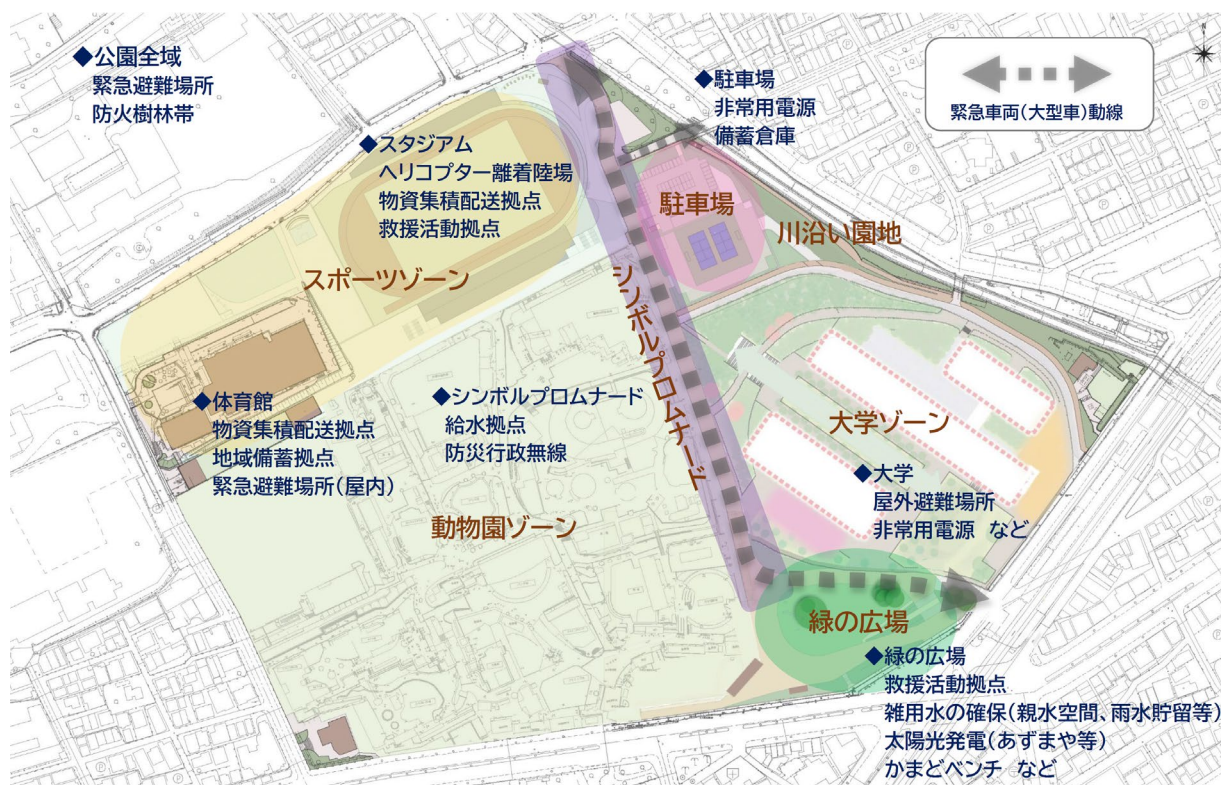 ◆公園全域
緊急避難場所
防火樹林帯
◆スタジアム
ヘリコプター離着陸場
物資集積配送拠点
救援活動拠点
◆駐車場
非常用電源
備蓄倉庫
N
緊急車両(大型車)動線
駐車場
川沿い園地
スポーツゾーン
シンボルプロムナード
◆体育館
物資集積配送拠点
地域備蓄拠点
緊急避難場所(屋内)
◆シンボルプロムナード
給水拠点
防災行政無線
動物園ゾーン
大学ゾーン
◆大学
屋外避難場所
非常用電源 など
緑の広場
◆緑の広場
救援活動拠点
雑用水の確保(親水空間、雨水貯留等)
太陽光発電(あずまや等)
かまどベンチ など